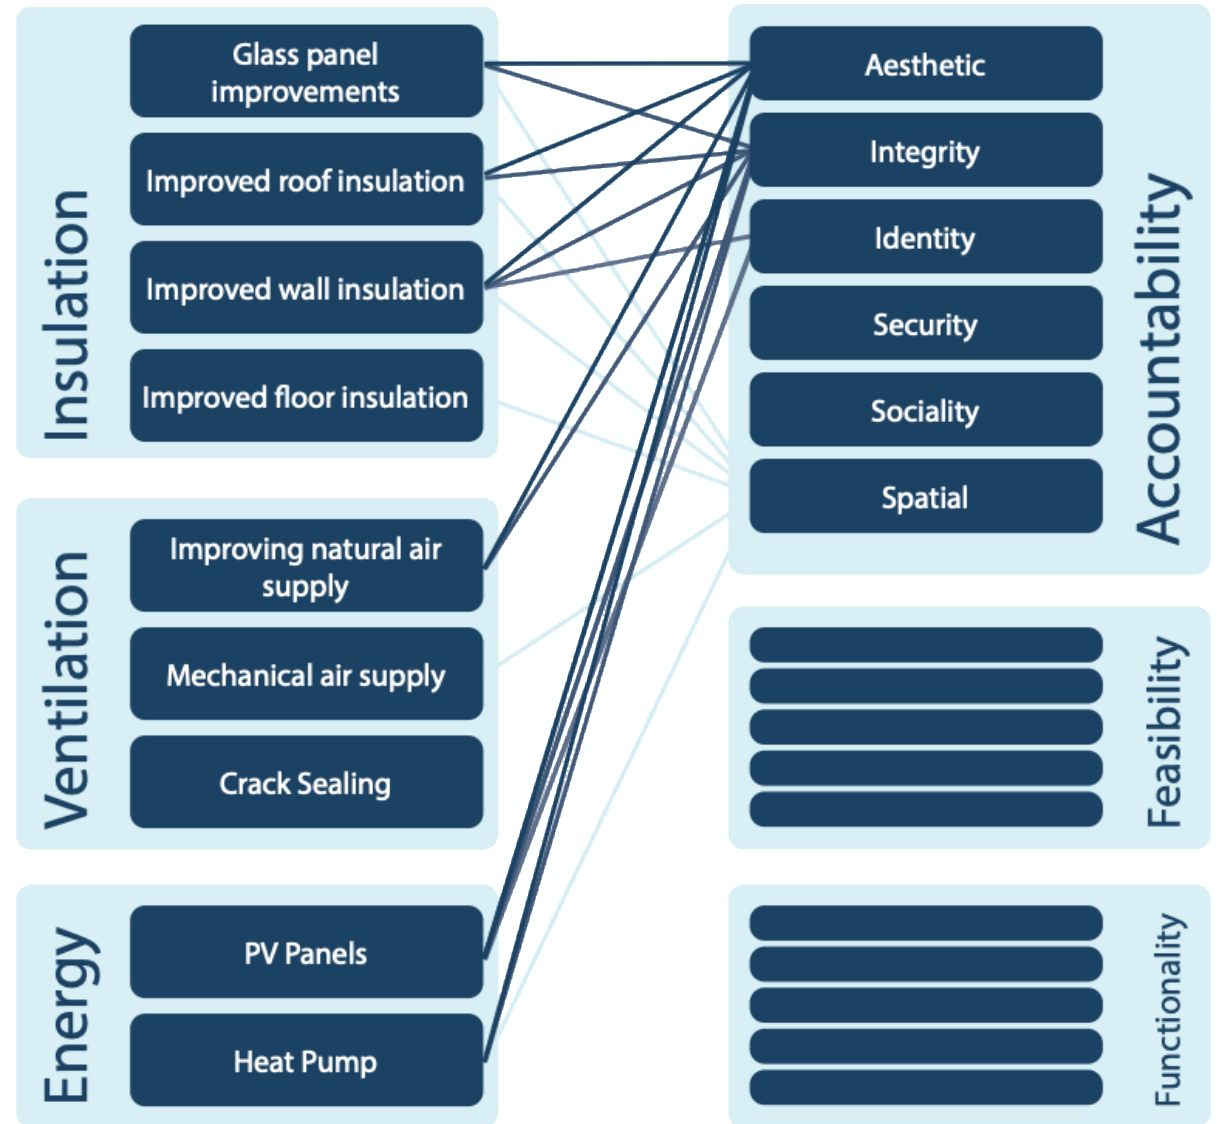 Insulation
Glass panel
improvements
Improved roof insulation
Improved wall insulation
Improved floor insulation
Ventilation
Improving natural air
supply
Mechanical air supply
Crack Sealing
Energy
PV Panels
Heat Pump
Accountability
Aesthetic
Integrity
Identity
Security
Sociality
Spatial
Feasibility
Functionality